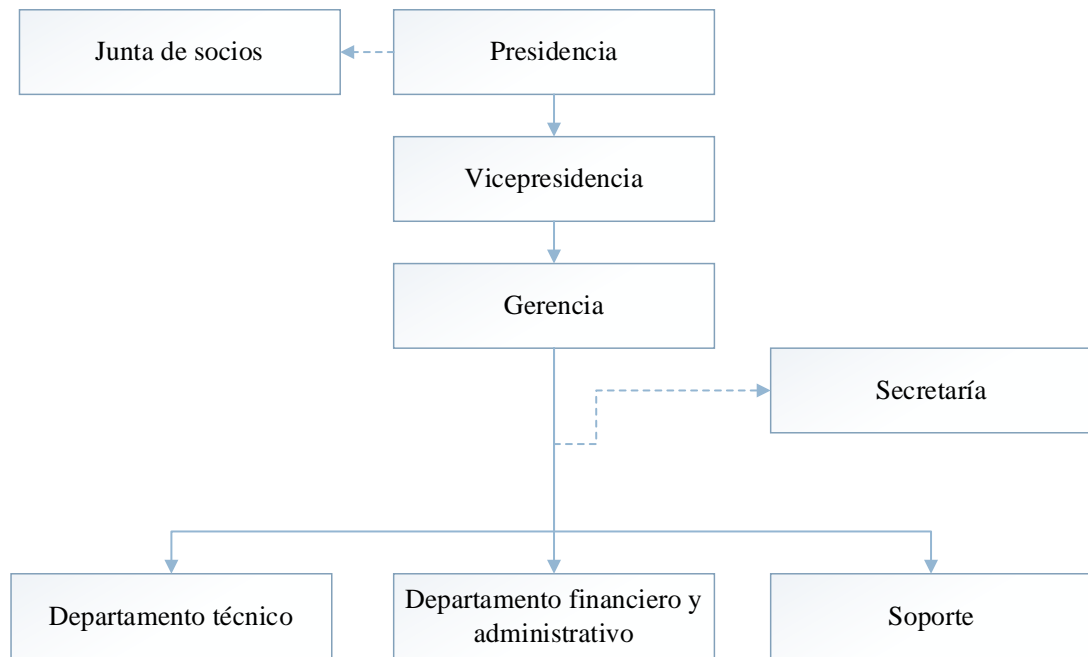 Junta de socios
Presidencia
Vicepresidencia
Gerencia
Secretaría
Departamento técnico
Departamento financiero y
administrativo
Soporte